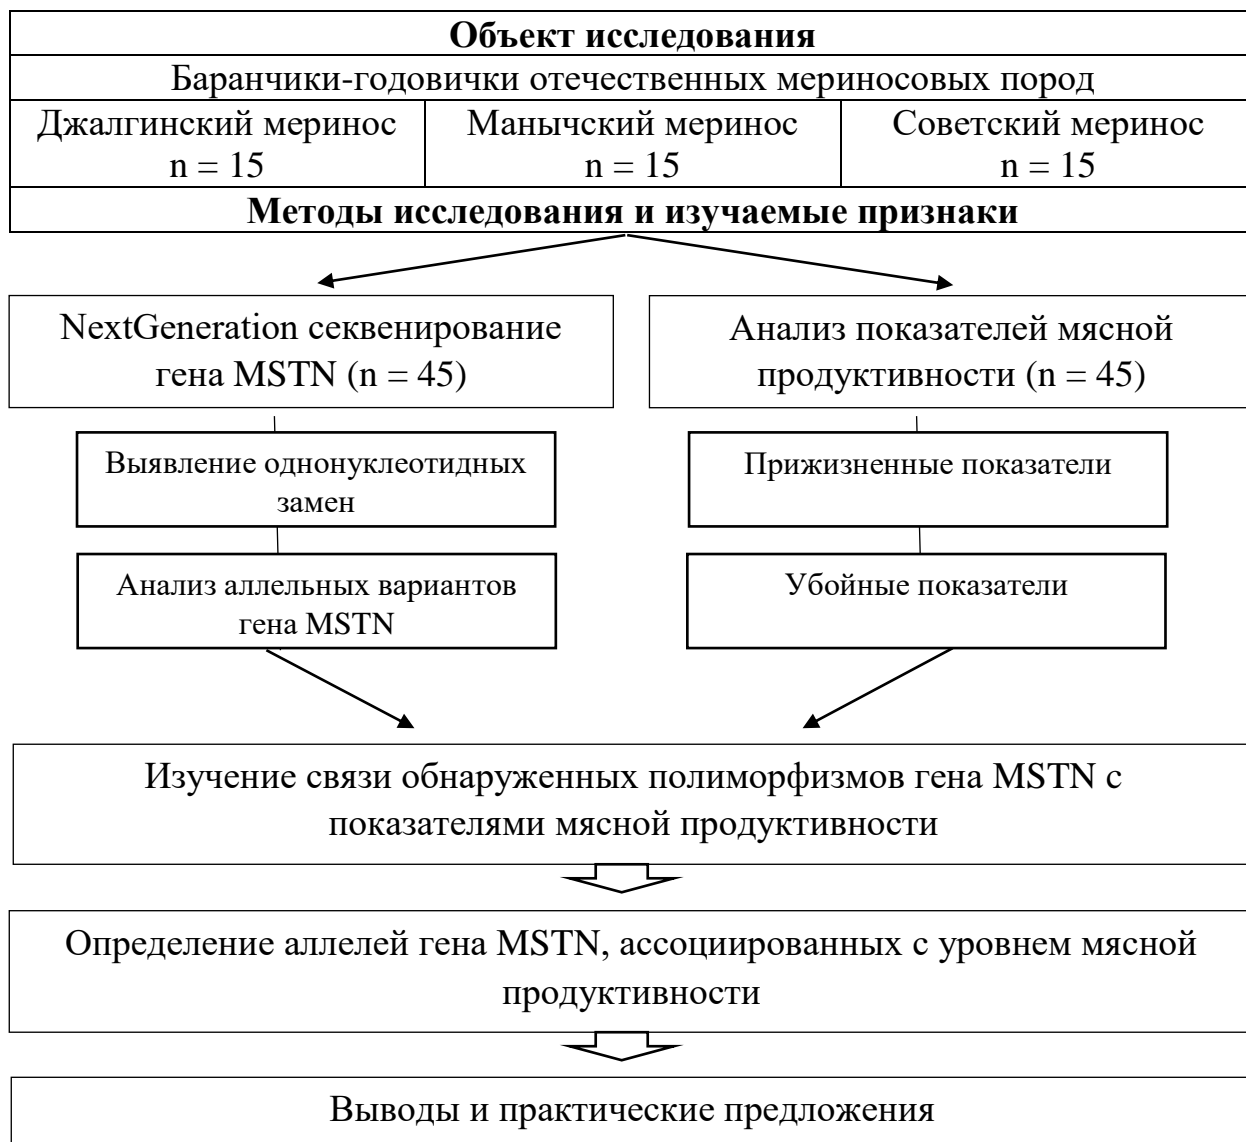 Объект исследования
Баранчики-годовички отечественных мериносовых пород
Джалгинский меринос
n = 15
Манычский меринос
n = 15
Советский меринос
n = 15
Методы исследования и изучаемые признаки
NextGeneration секвенирование
гена MSTN (n = 45)
Анализ показателей мясной
продуктивности (n = 45)
Выявление однонуклеотидных
замен
Прижизненные показатели
Анализ аллельных вариантов
гена MSTN
Убойные показатели
Изучение связи обнаруженных полиморфизмов гена MSTN с
показателями мясной продуктивности
Определение аллелей гена MSTN, ассоциированных с уровнем мясной
продуктивности
Выводы и практические предложения